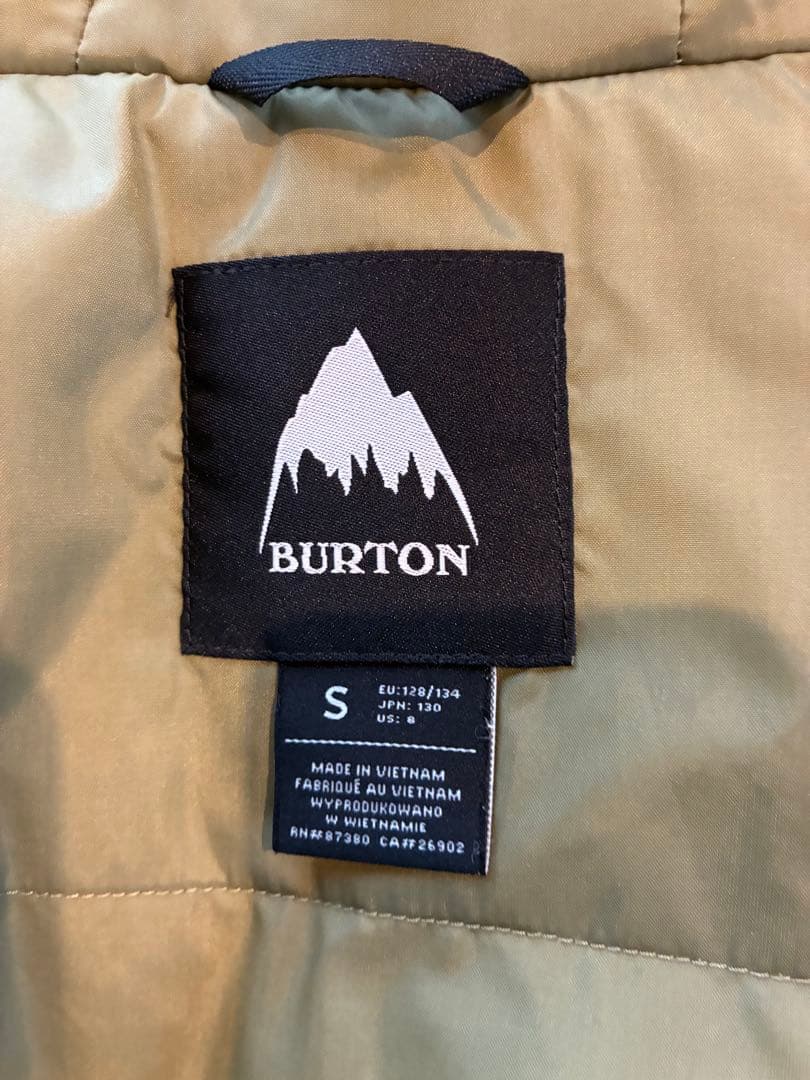 BURTON
S
EU:128/134
JPN: 130
US: 8
MADE IN VIETNAM
FABRIQUÉ AU VIETNAM
WYPRODUKOWANO
W WIETNAMIE
RN#87380 CA#26902